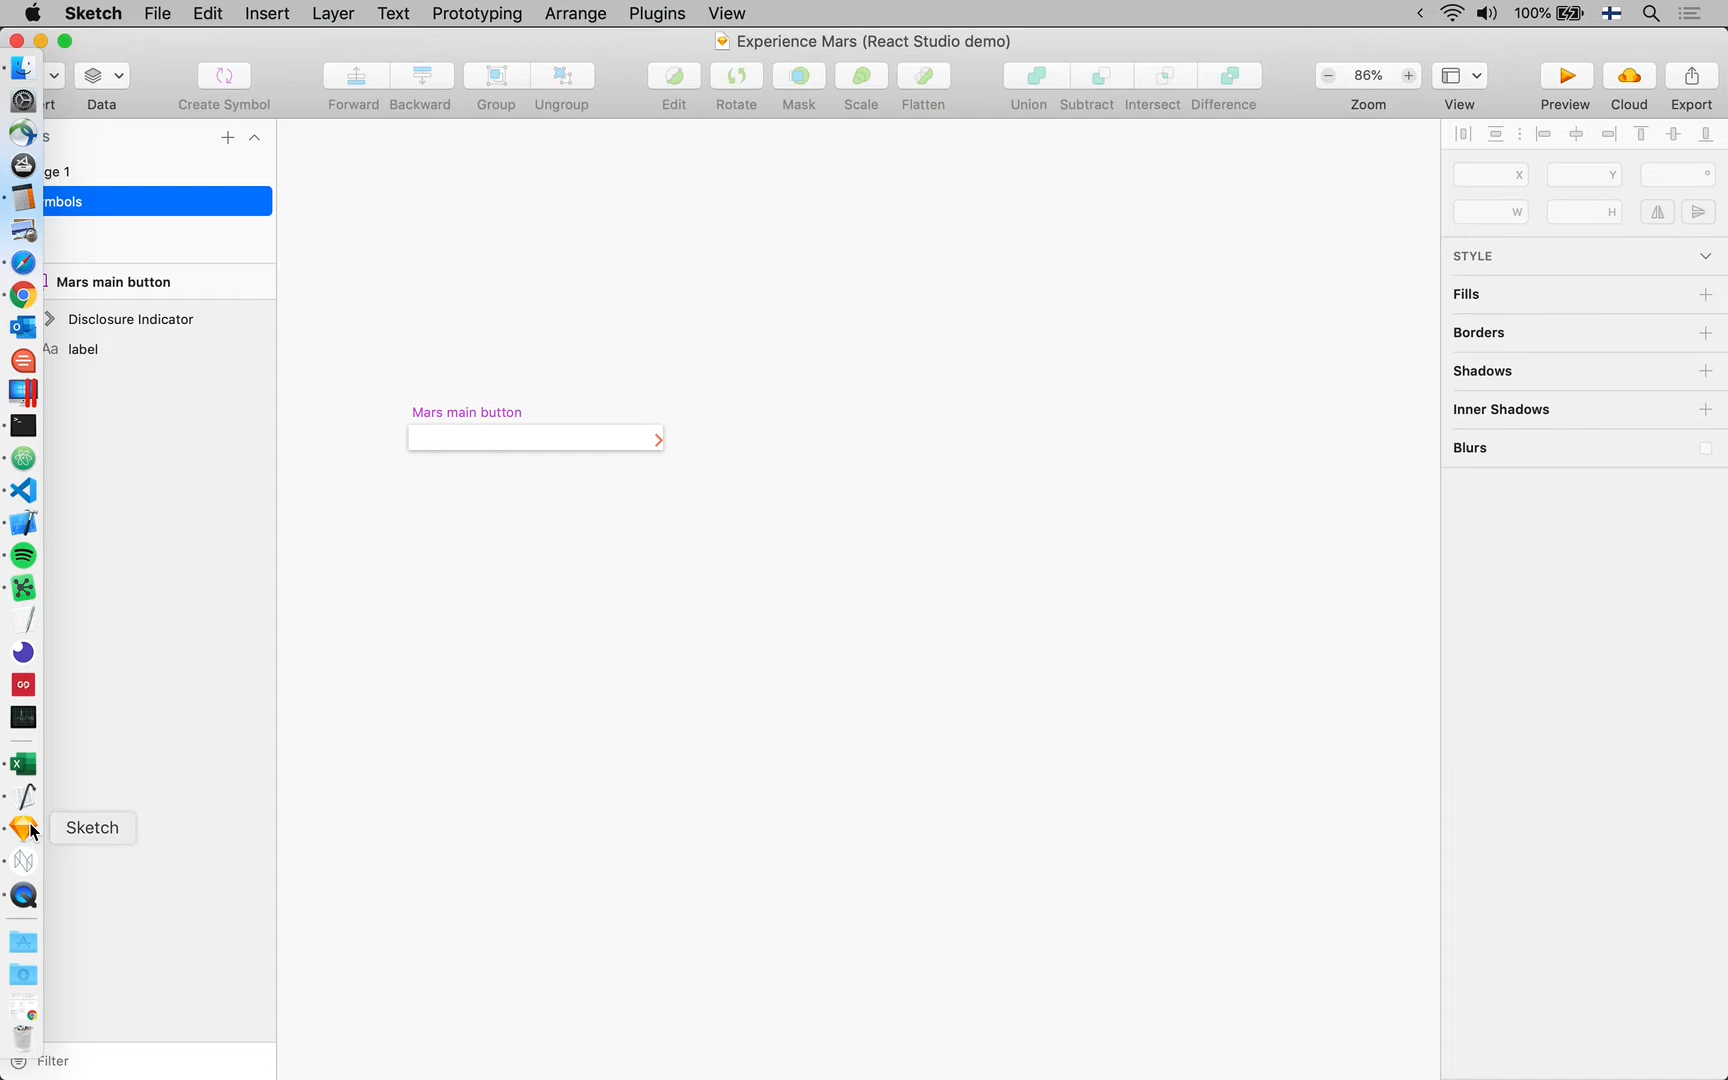 Sketch File Edit Insert Layer Text Prototyping Arrange Plugins View 100%
Experience Mars (React Studio demo)
86%
ert Data Create Symbol Forward Backward Group Ungroup Edit Rotate Mask Scale Flatten Union Subtract Intersect Difference Zoom View Preview Cloud Export
s
ge 1
mbols
Mars main button
Disclosure Indicator
Aa label
Mars main button
Sketch
Filter
X Y °
W H
STYLE
Fills
Borders
Shadows
Inner Shadows
Blurs